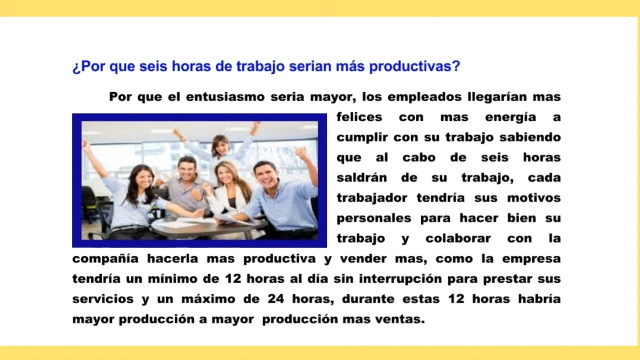 ¿Por que seis horas de trabajo serian más productivas?
Por que el entusiasmo seria mayor, los empleados llegarían mas
felices con mas energía a
cumplir con su trabajo sabiendo
que al cabo de seis horas
saldrán de su trabajo, cada
trabajador tendría sus motivos
personales para hacer bien su
trabajo y colaborar con la
compañía hacerla mas productiva y vender mas, como la empresa
tendría un mínimo de 12 horas al día sin interrupción para prestar sus
servicios y un máximo de 24 horas, durante estas 12 horas habría
mayor producción a mayor producción mas ventas.